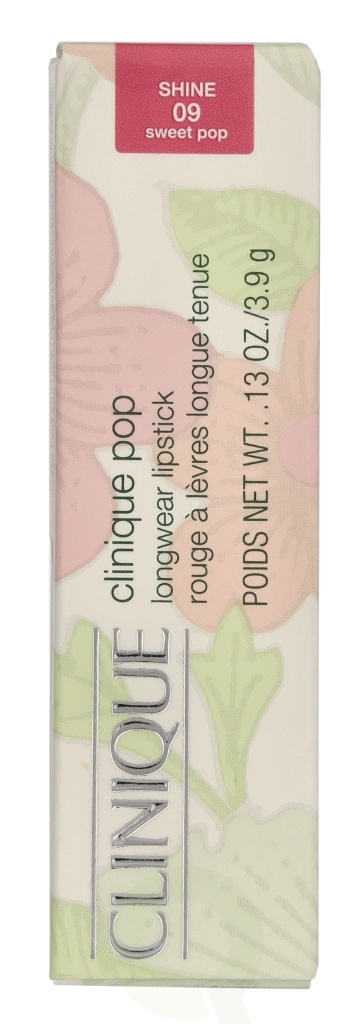 SHINE
09
sweet pop
CLINIQUE
clinique pop
longwear lipstick
rouge à lèvres longue tenue
POIDS NET WT. .13 OZ./3.9 g